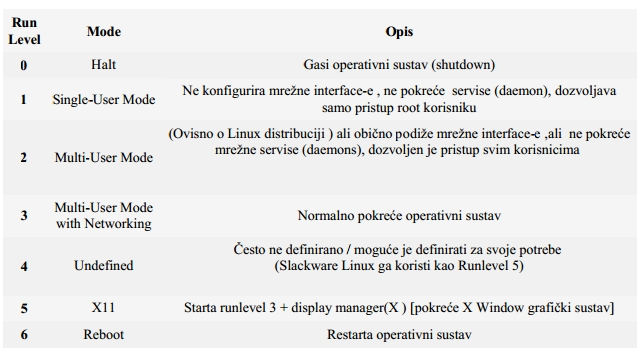 Run Level Mode Opis
0 Halt Gasi operativni sustav (shutdown)
1 Single-User Mode Ne konfigurira mrežne interface-e , ne pokreće servise (daemon), dozvoljava
samo pristup root korisniku
2 Multi-User Mode (Ovisno o Linux distribuciji ) ali obično podiže mrežne interface-e ,ali ne pokreće
mrežne servise (daemons), dozvoljen je pristup svim korisnicima
3 Multi-User Mode
with Networking Normalno pokreće operativni sustav
4 Undefined Često ne definirano / moguće je definirati za svoje potrebe
(Slackware Linux ga koristi kao Runlevel 5)
5 X11 Starta runlevel 3 + display manager(X ) [pokreće X Window grafički sustav]
6 Reboot Restarta operativni sustav